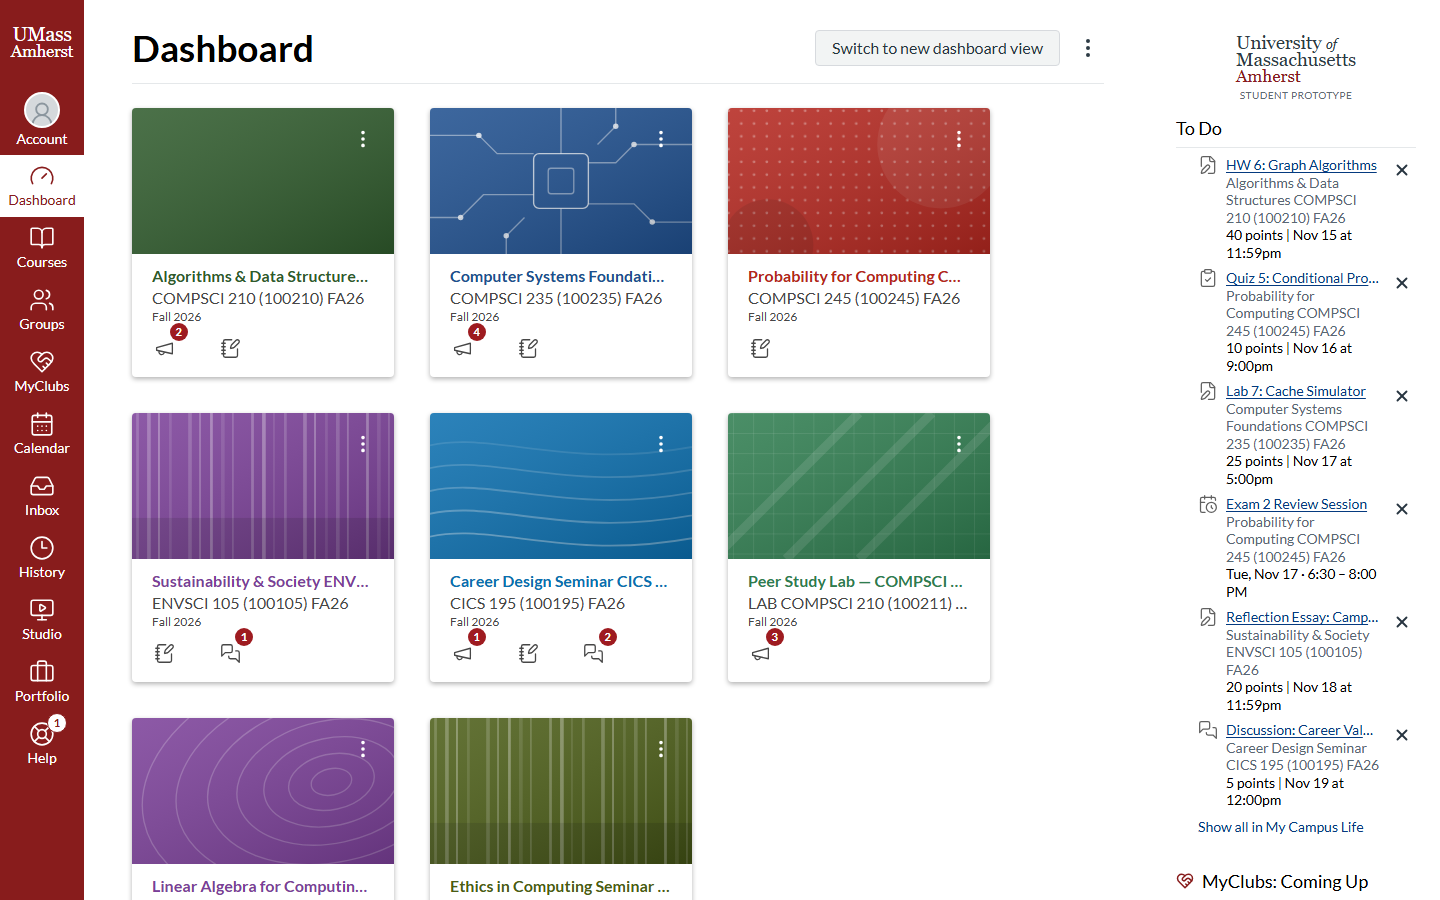 UMass
Amherst
Account
Dashboard
Courses
Groups
MyClubs
Calendar
Inbox
History
Studio
Portfolio
1
Help
Dashboard
Switch to new dashboard view
Algorithms & Data Structure...
COMPSCI 210 (100210) FA26
Fall 2026
2
Computer Systems Foundati...
COMPSCI 235 (100235) FA26
Fall 2026
4
Probability for Computing C...
COMPSCI 245 (100245) FA26
Fall 2026
Sustainability & Society ENV...
ENVSCI 105 (100105) FA26
Fall 2026
1
Career Design Seminar CICS ...
CICS 195 (100195) FA26
Fall 2026
1
2
Peer Study Lab — COMPSCI ...
LAB COMPSCI 210 (100211) ...
Fall 2026
3
Linear Algebra for Computin...
Ethics in Computing Seminar ...
University of
Massachusetts
Amherst
STUDENT PROTOTYPE
To Do
HW 6: Graph Algorithms
Algorithms & Data
Structures COMPSCI
210 (100210) FA26
40 points | Nov 15 at
11:59pm
Quiz 5: Conditional Pro...
Probability for
Computing COMPSCI
245 (100245) FA26
10 points | Nov 16 at
9:00pm
Lab 7: Cache Simulator
Computer Systems
Foundations COMPSCI
235 (100235) FA26
25 points | Nov 17 at
5:00pm
Exam 2 Review Session
Probability for
Computing COMPSCI
245 (100245) FA26
Tue, Nov 17 · 6:30 – 8:00
PM
Reflection Essay: Camp...
Sustainability & Society
ENVSCI 105 (100105)
FA26
20 points | Nov 18 at
11:59pm
Discussion: Career Val...
Career Design Seminar
CICS 195 (100195) FA26
5 points | Nov 19 at
12:00pm
Show all in My Campus Life
MyClubs: Coming Up